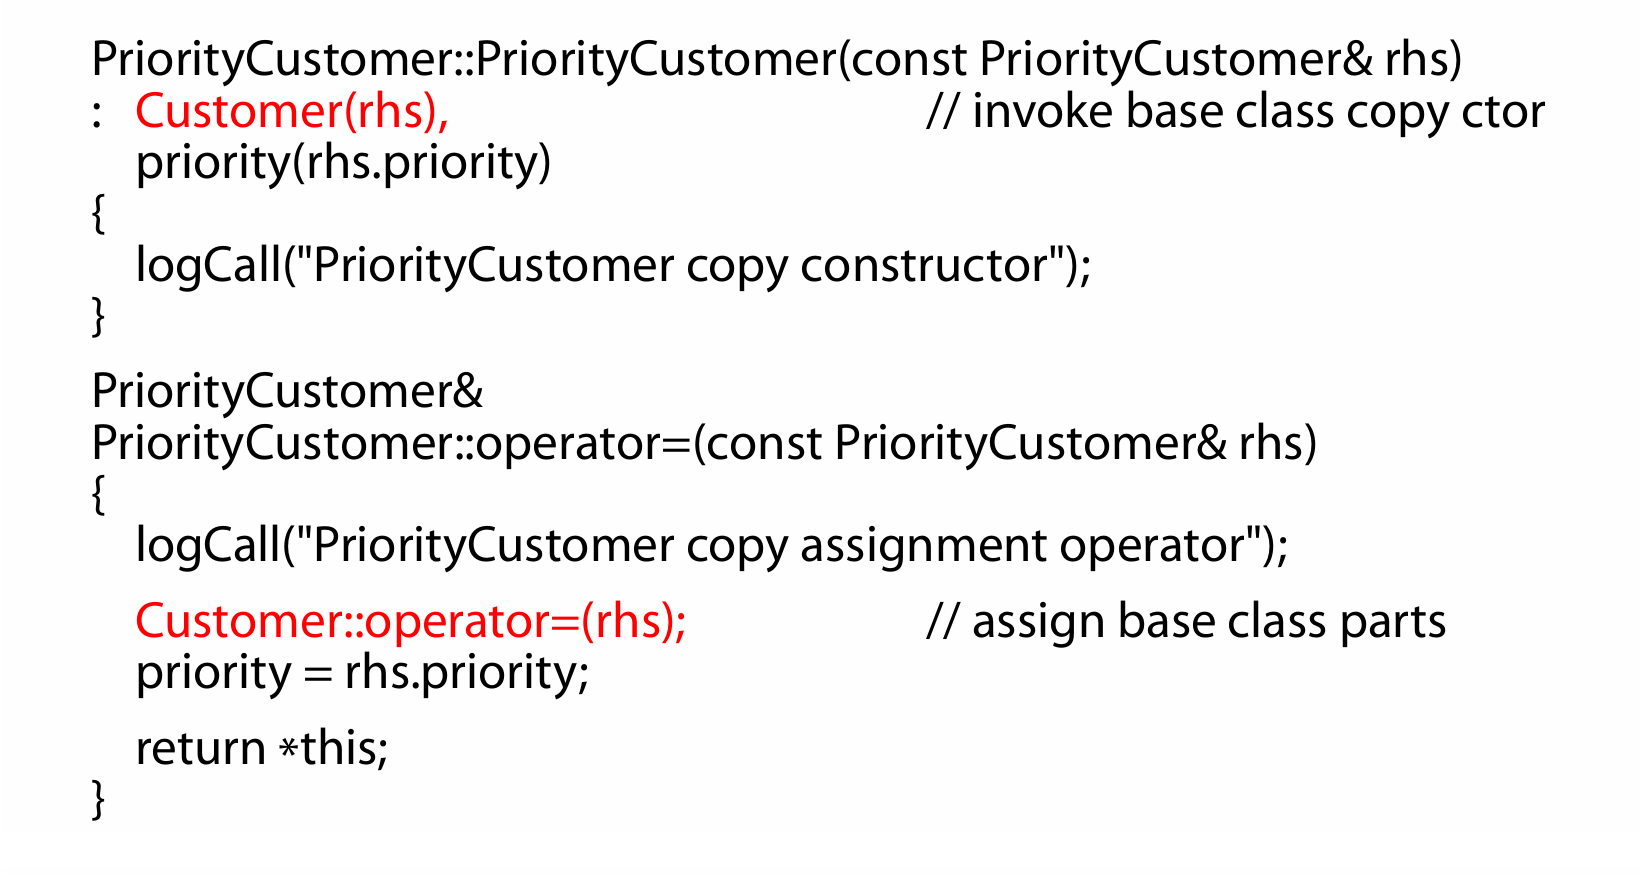 PriorityCustomer::PriorityCustomer(const PriorityCustomer& rhs)
: Customer(rhs), // invoke base class copy ctor
priority(rhs.priority)
{
logCall("PriorityCustomer copy constructor");
}
PriorityCustomer&
PriorityCustomer::operator=(const PriorityCustomer& rhs)
{
logCall("PriorityCustomer copy assignment operator");
Customer::operator=(rhs); // assign base class parts
priority = rhs.priority;
return *this;
}